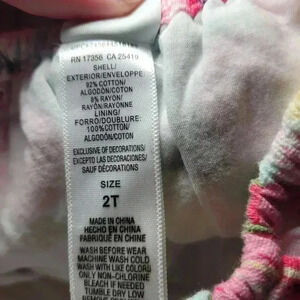 RN 17356 CA 25419
SHELL/
EXTERIOR/ENVELOPPE
92% COTTON/
ALGODÓN/COTON
8% RAYON/
RAYÓN/RAYONNE
LINING/
FORRO/DOUBLURE:
100% COTTON/
ALGODÓN/COTON
EXCLUSIVE OF DECORATIONS/
EXCEPTO LAS DECORACIONES/
SAUF DÉCORATIONS
SIZE
2T
MADE IN CHINA
HECHO EN CHINA
FABRIQUÉ EN CHINE
WASH BEFORE WEAR
MACHINE WASH COLD
WASH WITH LIKE COLORS
ONLY NON-CHLORINE
BLEACH IF NEEDED
TUMBLE DRY LOW